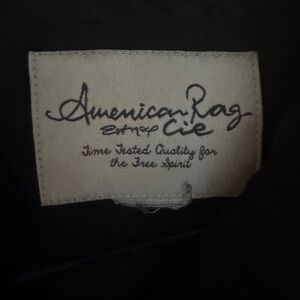 American Rag
Cie
Time Tested Quality for
the Free Spirit